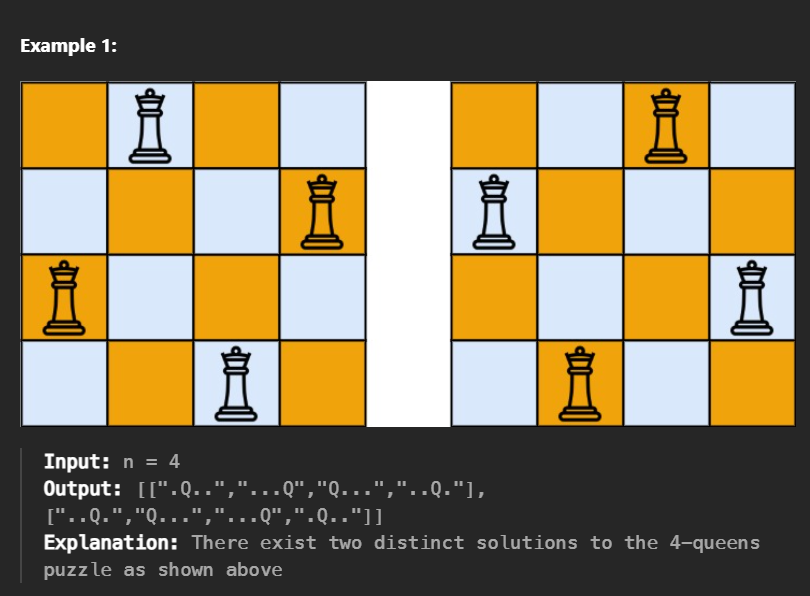 Example 1:
Input: n = 4
Output: [[".Q..","...Q","Q...","..Q."],
["..Q.","Q...","...Q",".Q.."]]
Explanation: There exist two distinct solutions to the 4-queens
puzzle as shown above